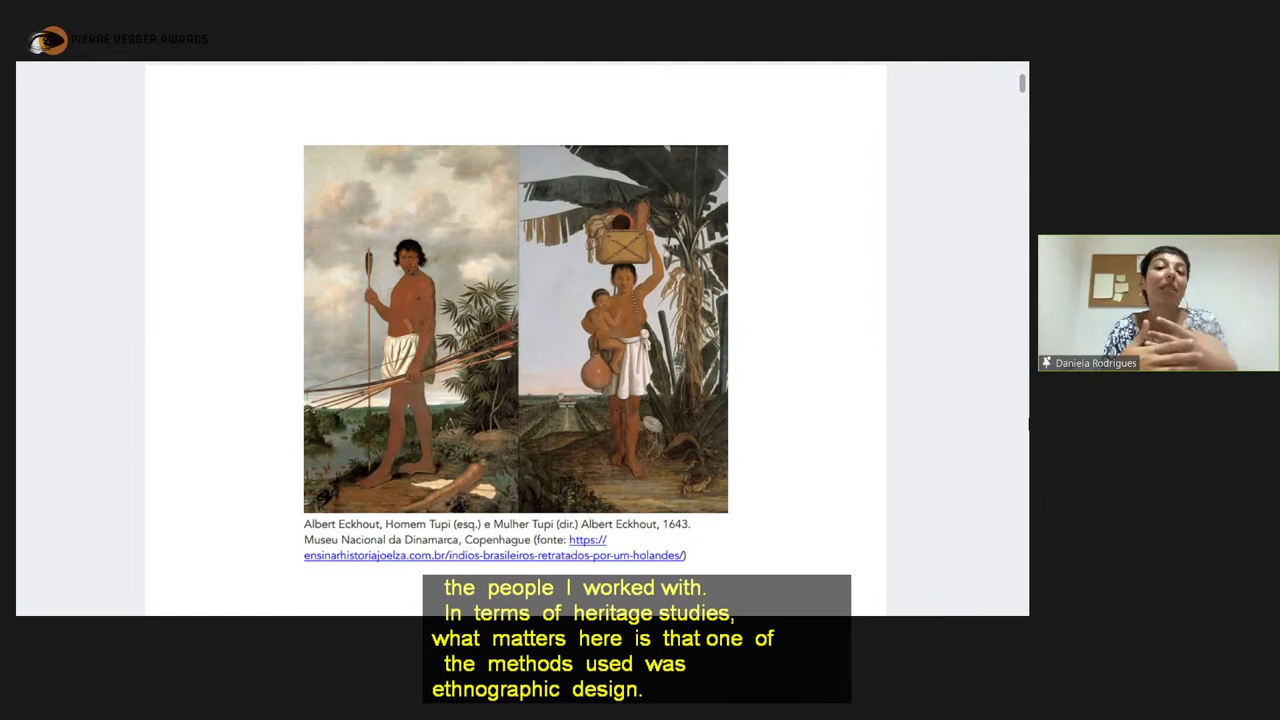 PIERRE VERGER AWARDS
Albert Eckhout, Homem Tupi (esq.) e Mulher Tupi (dir.) Albert Eckhout, 1643.
Museu Nacional da Dinamarca, Copenhague (fonte: https://
ensinarhistoriajoelza.com.br/indios-brasileiros-retratados-por-um-holandes/)
Daniela Rodrigues
the people I worked with.
In terms of heritage studies,
what matters here is that one of
the methods used was
ethnographic design.